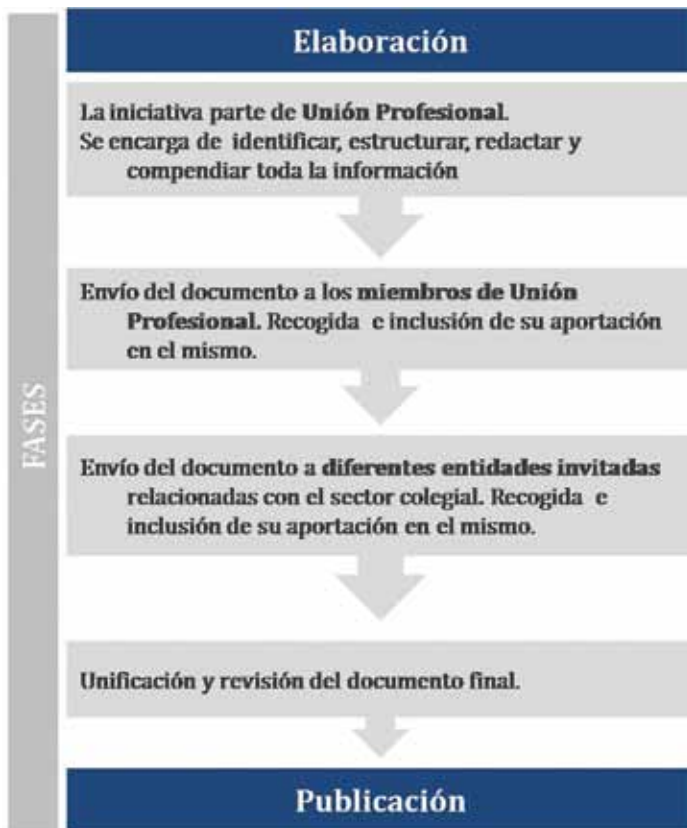 Elaboración
La iniciativa parte de Unión Profesional.
Se encarga de identificar, estructurar, redactar y
compendiar toda la información
Envío del documento a los miembros de Unión
Profesional. Recogida e inclusión de su aportación
en el mismo.
FASES
Envío del documento a diferentes entidades invitadas
relacionadas con el sector colegial. Recogida e
inclusión de su aportación en el mismo.
Unificación y revisión del documento final.
Publicación